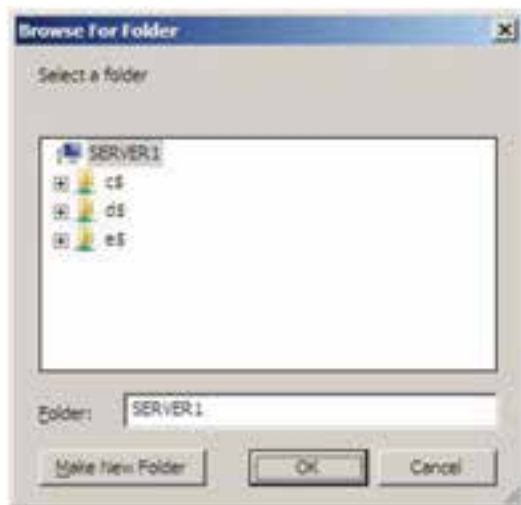 Browse For Folder
Select a folder
SERVER1
c$
d$
e$
Folder: SERVER1
Make New Folder OK Cancel